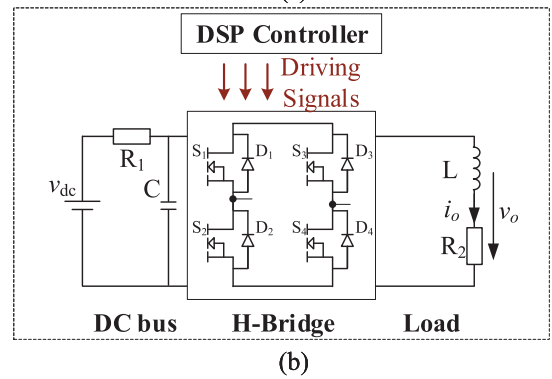 DSP Controller
Driving
Signals
R1
C
vdc
S1
D1
S3
D3
S2
D2
S4
D4
L
io
vo
R2
DC bus
H-Bridge
Load
(b)